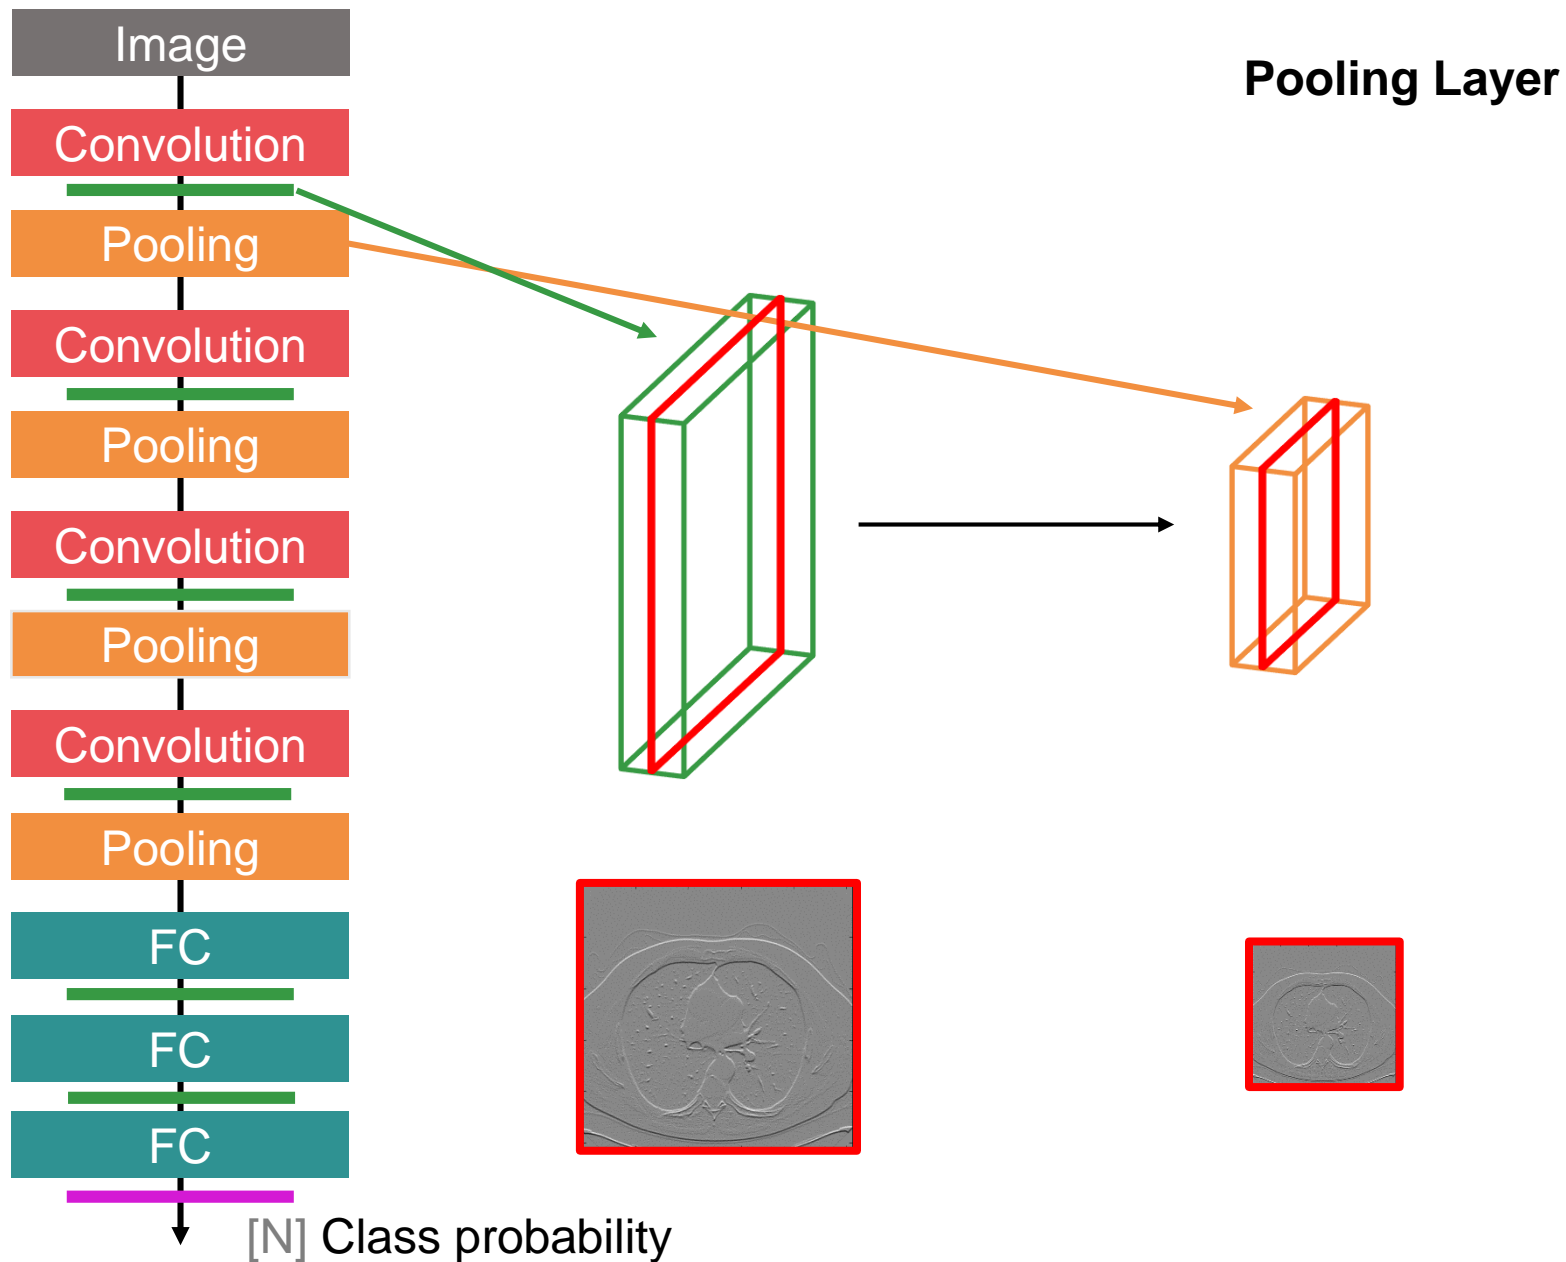 Image
Pooling Layer
Convolution
Pooling
Convolution
Pooling
Convolution
Pooling
Convolution
Pooling
FC
FC
FC
[N] Class probability